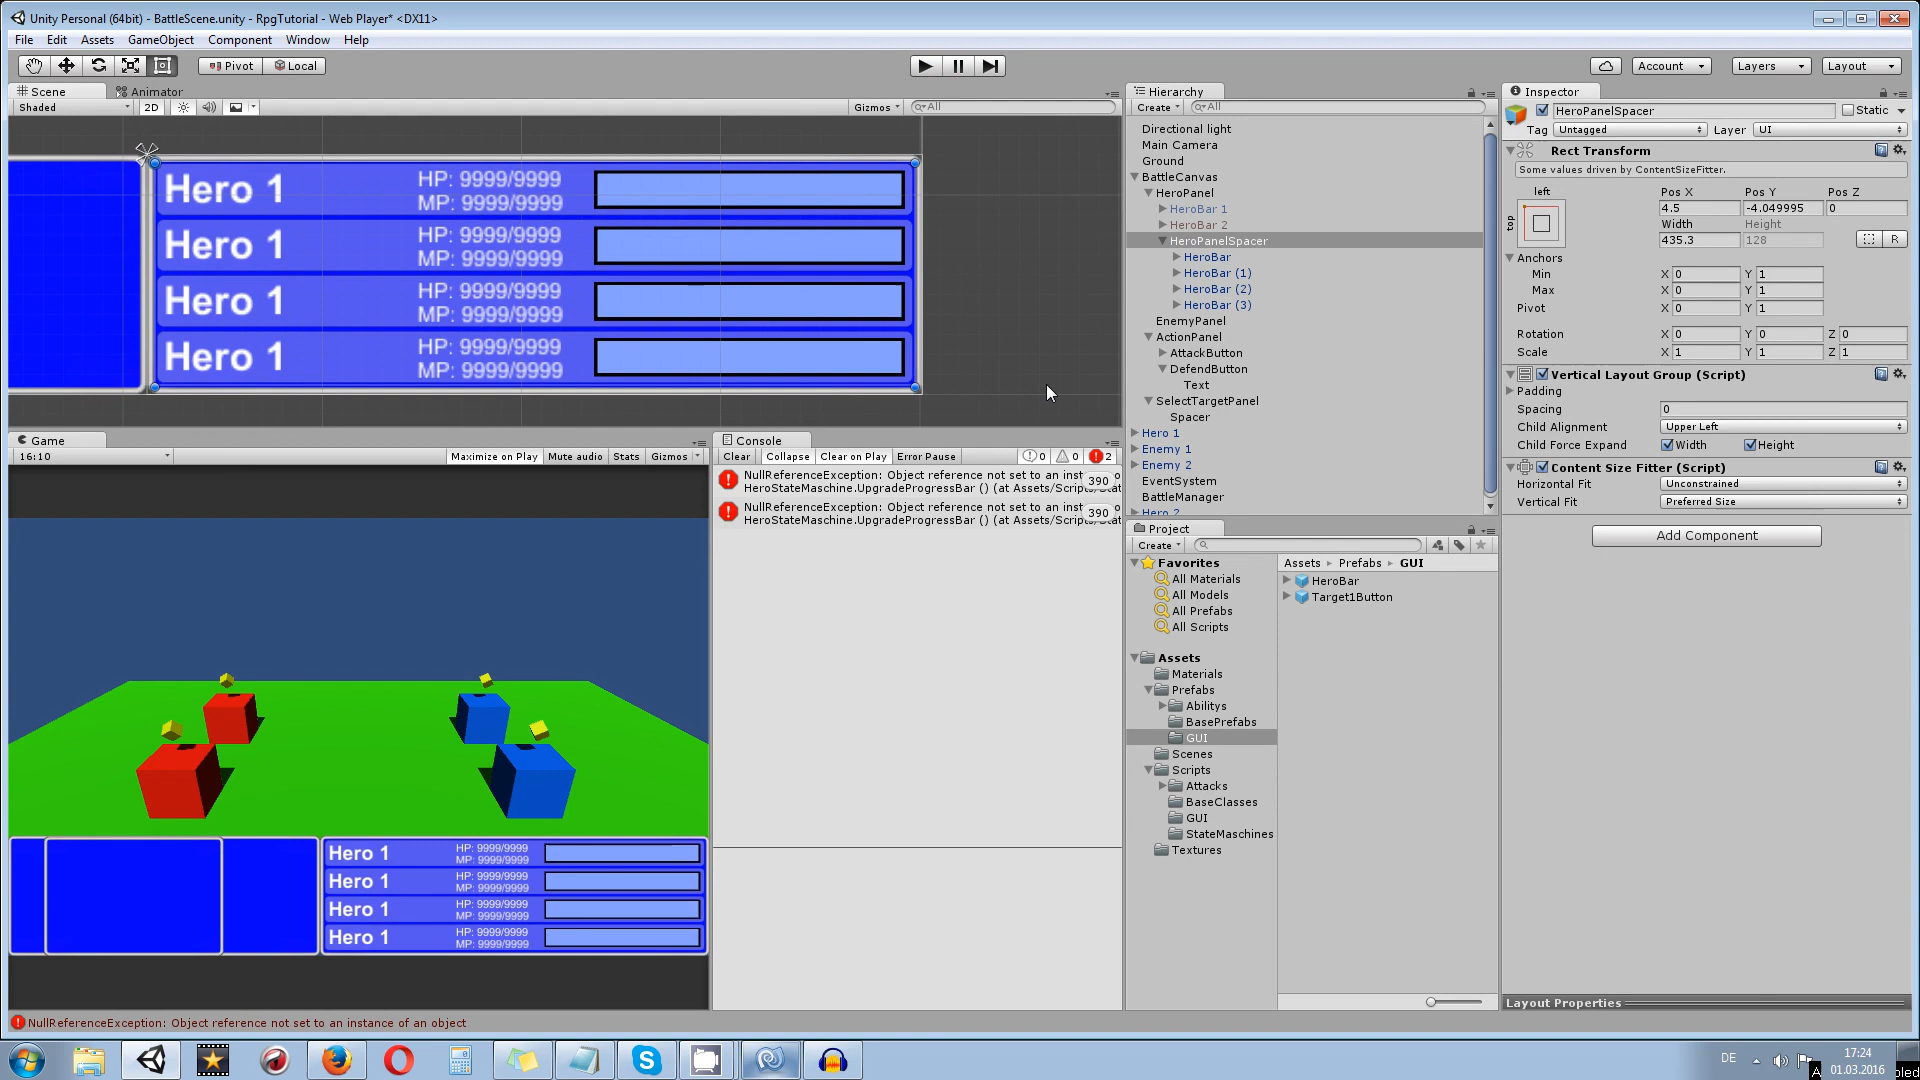 Unity Personal (64bit) - BattleScene.unity - RpgTutorial - Web Player* <DX11>
File Edit Assets GameObject Component Window Help
Pivot Local
Account Layers Layout
Scene Animator
Shaded 2D Gizmos All
Hero 1 HP: 9999/9999
MP: 9999/9999
Hero 1 HP: 9999/9999
MP: 9999/9999
Hero 1 HP: 9999/9999
MP: 9999/9999
Hero 1 HP: 9999/9999
MP: 9999/9999
Game
16:10 Maximize on Play Mute audio Stats Gizmos
Hero 1 HP: 9999/9999
MP: 9999/9999
Hero 1 HP: 9999/9999
MP: 9999/9999
Hero 1 HP: 9999/9999
MP: 9999/9999
Hero 1 HP: 9999/9999
MP: 9999/9999
Console
Clear Collapse Clear on Play Error Pause 0 0 2
NullReferenceException: Object reference not set to an inst
HeroStateMaschine.UpgradeProgressBar () (at Assets/Scripts/
390
NullReferenceException: Object reference not set to an inst
HeroStateMaschine.UpgradeProgressBar () (at Assets/Scripts/
390
Hierarchy
Create All
Directional light
Main Camera
Ground
BattleCanvas
HeroPanel
HeroBar 1
HeroBar 2
HeroPanelSpacer
HeroBar
HeroBar (1)
HeroBar (2)
HeroBar (3)
EnemyPanel
ActionPanel
AttackButton
DefendButton
Text
SelectTargetPanel
Spacer
Hero 1
Enemy 1
Enemy 2
EventSystem
BattleManager
Hero 2
Project
Create
Favorites
All Materials
All Models
All Prefabs
All Scripts
Assets
Materials
Prefabs
Abilitys
BasePrefabs
GUI
Scenes
Scripts
Attacks
BaseClasses
GUI
StateMaschines
Textures
Assets Prefabs GUI
HeroBar
Target1Button
Inspector
HeroPanelSpacer Static
Tag Untagged Layer UI
Rect Transform
Some values driven by ContentSizeFitter.
left Pos X Pos Y Pos Z
top 4.5 -4.049995 0
Width Height
435.3 128 R
Anchors
Min X 0 Y 1
Max X 0 Y 1
Pivot X 0 Y 1
Rotation X 0 Y 0 Z 0
Scale X 1 Y 1 Z 1
Vertical Layout Group (Script)
Padding
Spacing 0
Child Alignment Upper Left
Child Force Expand Width Height
Content Size Fitter (Script)
Horizontal Fit Unconstrained
Vertical Fit Preferred Size
Add Component
Layout Properties
NullReferenceException: Object reference not set to an instance of an object
DE 17:24
01.03.2016